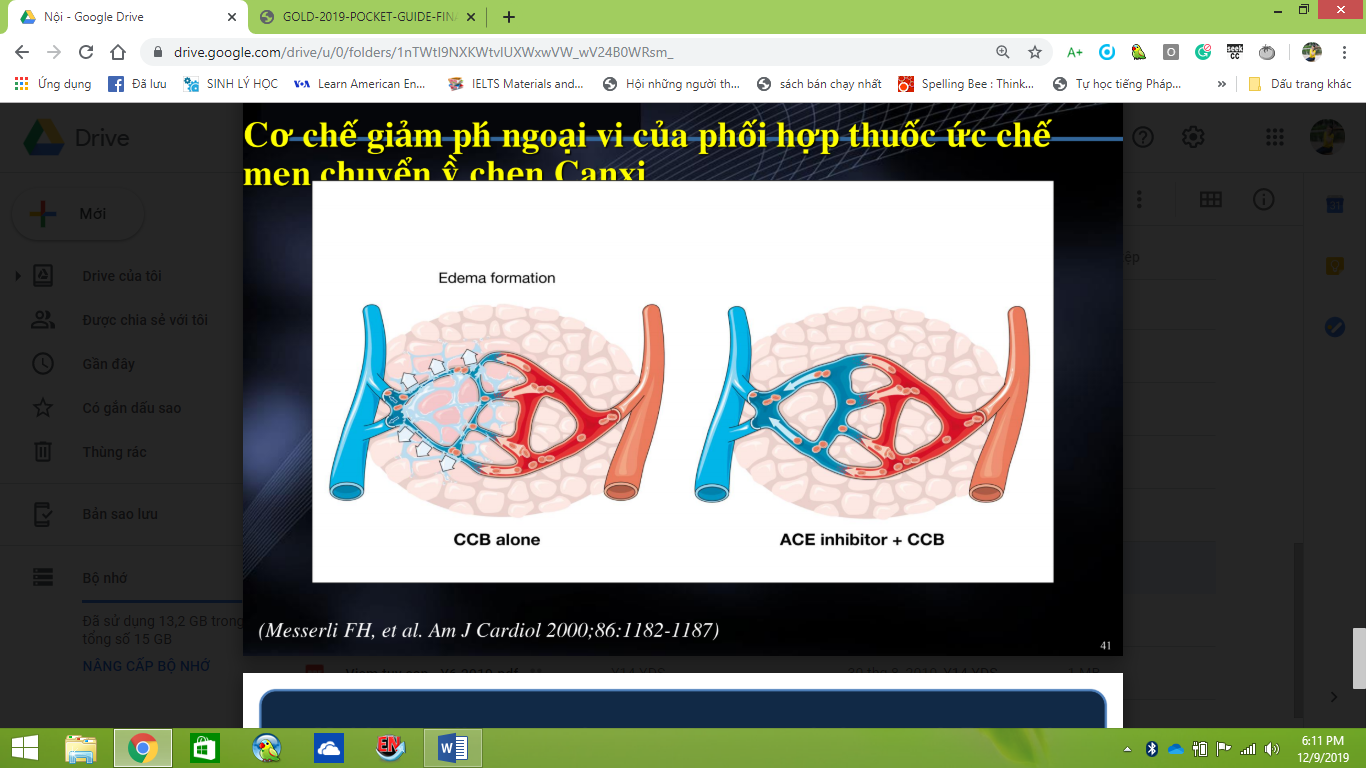 Nội - Google Drive
GOLD-2019-POCKET-GUIDE-FIN
drive.google.com/drive/u/0/folders/1nTWtI9NXKWtvIUXWxwVW_wV24B0WRsm_
Ứng dụng
Đã lưu
SINH LÝ HỌC
Learn American En...
IELTS Materials and...
Hội những người th...
sách bán chạy nhất
Spelling Bee : Think...
Tự học tiếng Pháp...
Dấu trang khác
Drive
Mới
Drive của tôi
Được chia sẻ với tôi
Gần đây
Có gắn dấu sao
Thùng rác
Bản sao lưu
Bộ nhớ
Đã sử dụng 13,2 GB trong
tổng số 15 GB
NÂNG CẤP BỘ NHỚ
Cơ chế giảm ph́ ngoại vi của phối hợp thuốc ức chế
men chuyển ỳ chẹn Canxi
Edema formation
CCB alone
ACE inhibitor + CCB
(Messerli FH, et al. Am J Cardiol 2000;86:1182-1187)
41
6:11 PM
12/9/2019